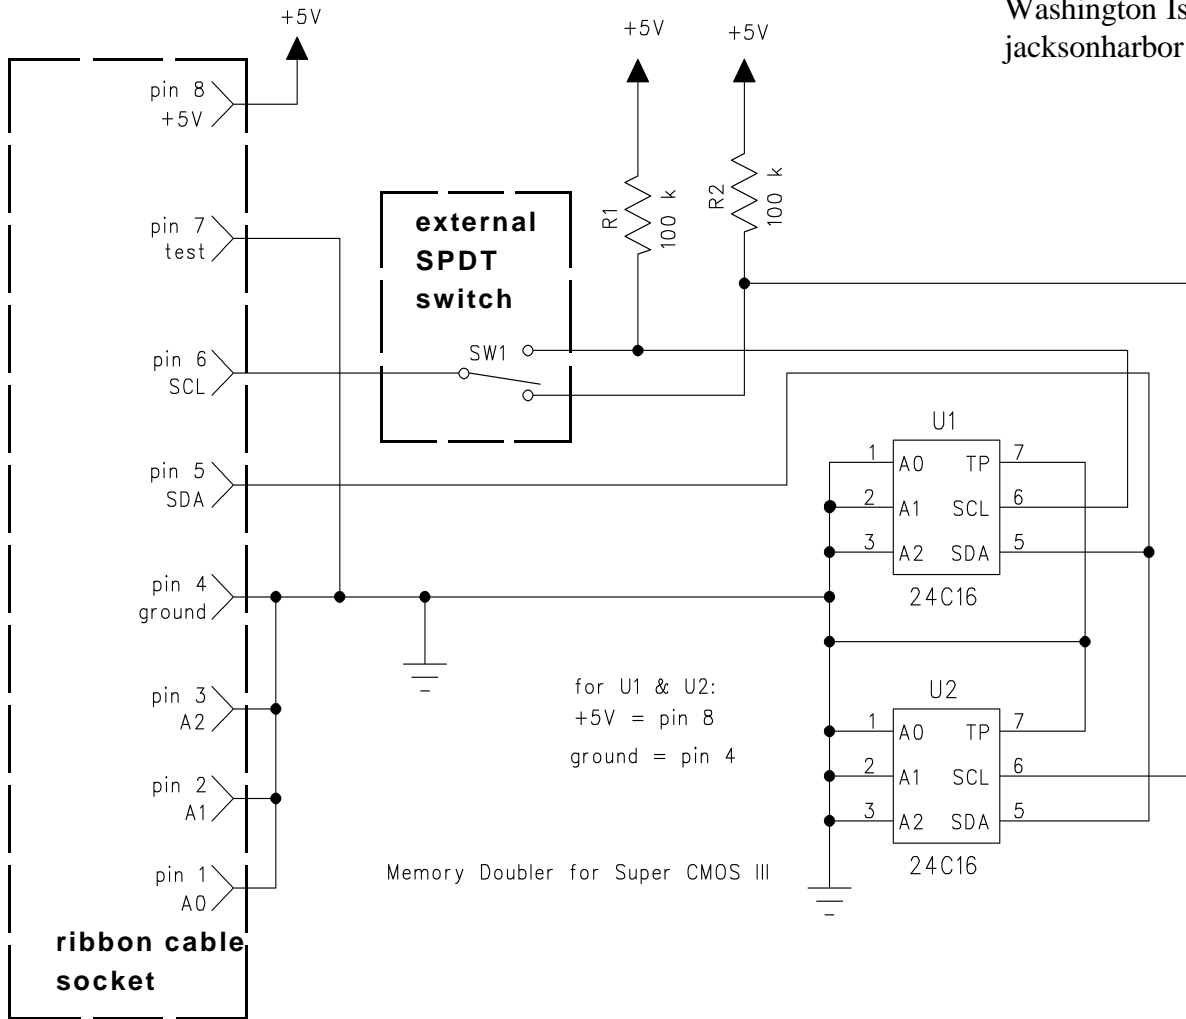 Washington Is
jacksonharbor
+5V
+5V
+5V
pin 8
+5V
pin 7
test
pin 6
SCL
pin 5
SDA
pin 4
ground
pin 3
A2
pin 2
A1
pin 1
A0
ribbon cable
socket
external
SPDT
switch
SW1
R1
100 k
R2
100 k
U1
1 A0 TP 7
2 A1 SCL 6
3 A2 SDA 5
24C16
for U1 & U2:
+5V = pin 8
ground = pin 4
U2
1 A0 TP 7
2 A1 SCL 6
3 A2 SDA 5
24C16
Memory Doubler for Super CMOS III